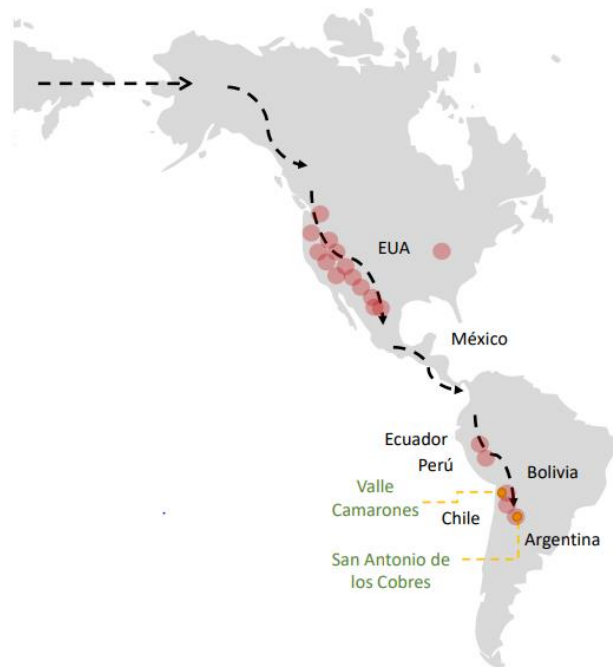 EUA
México
Ecuador
Perú
Bolivia
Valle
Camarones
Chile
Argentina
San Antonio de
los Cobres